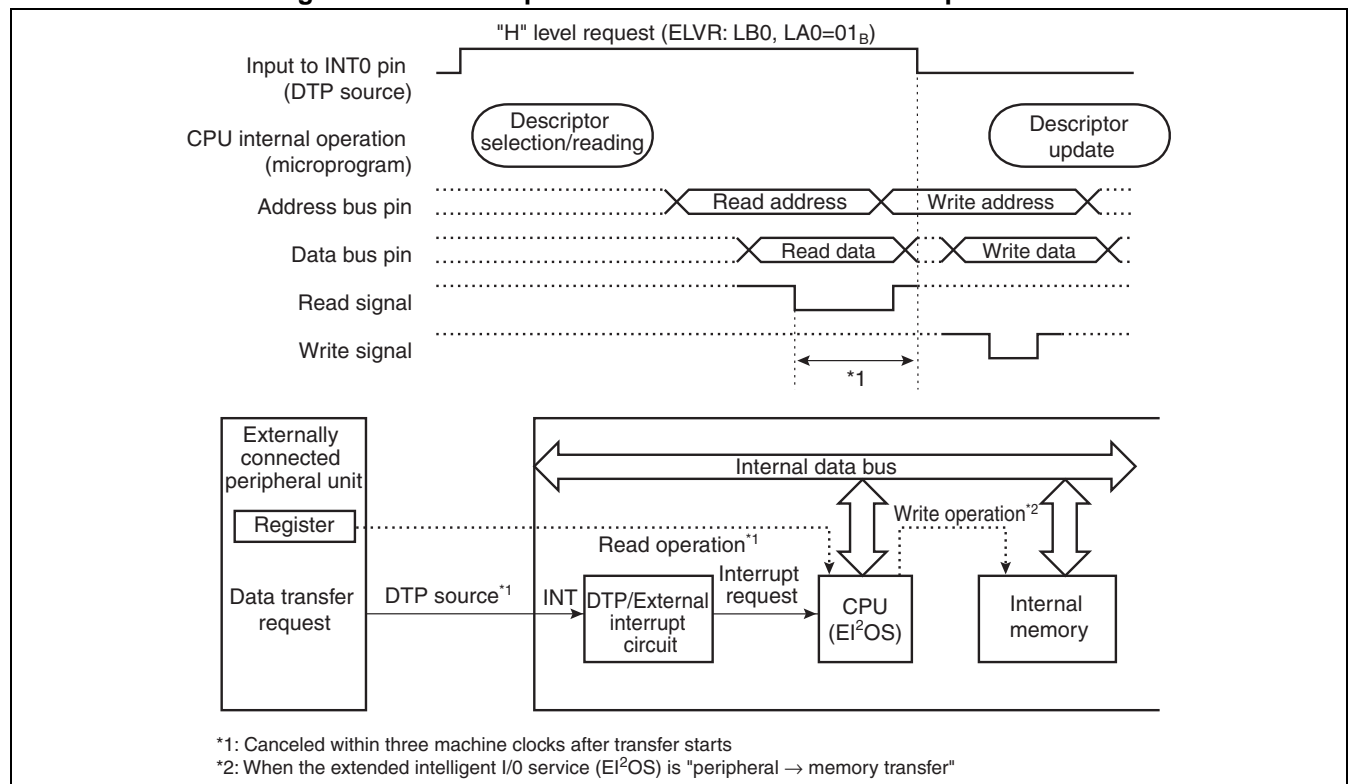 "H" level request (ELVR: LB0, LA0=01B)
Input to INT0 pin
(DTP source)
CPU internal operation
(microprogram)
Descriptor
selection/reading
Descriptor
update
Address bus pin
Read address
Write address
Data bus pin
Read data
Write data
Read signal
Write signal
*1
Externally
connected
peripheral unit
Register
Data transfer
request
Internal data bus
Write operation*2
Read operation*1
DTP source*1
INT
DTP/External
interrupt
circuit
Interrupt
request
CPU
(EI2OS)
Internal
memory
*1: Canceled within three machine clocks after transfer starts
*2: When the extended intelligent I/0 service (EI2OS) is "peripheral → memory transfer"